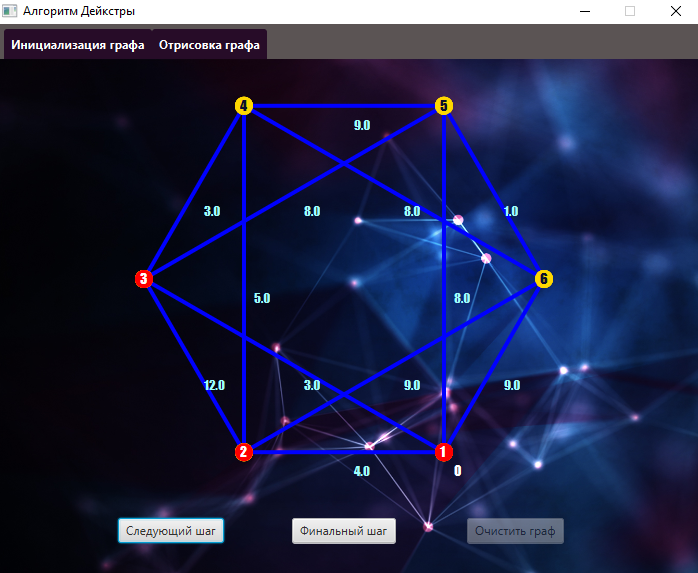 Алгоритм Дейкстры
Инициализация графа Отрисовка графа
4 5
9.0
3.0 8.0 8.0 1.0
3 6
5.0 8.0
12.0 3.0 9.0 9.0
2 1
4.0 0
Следующий шаг Финальный шаг Очистить граф